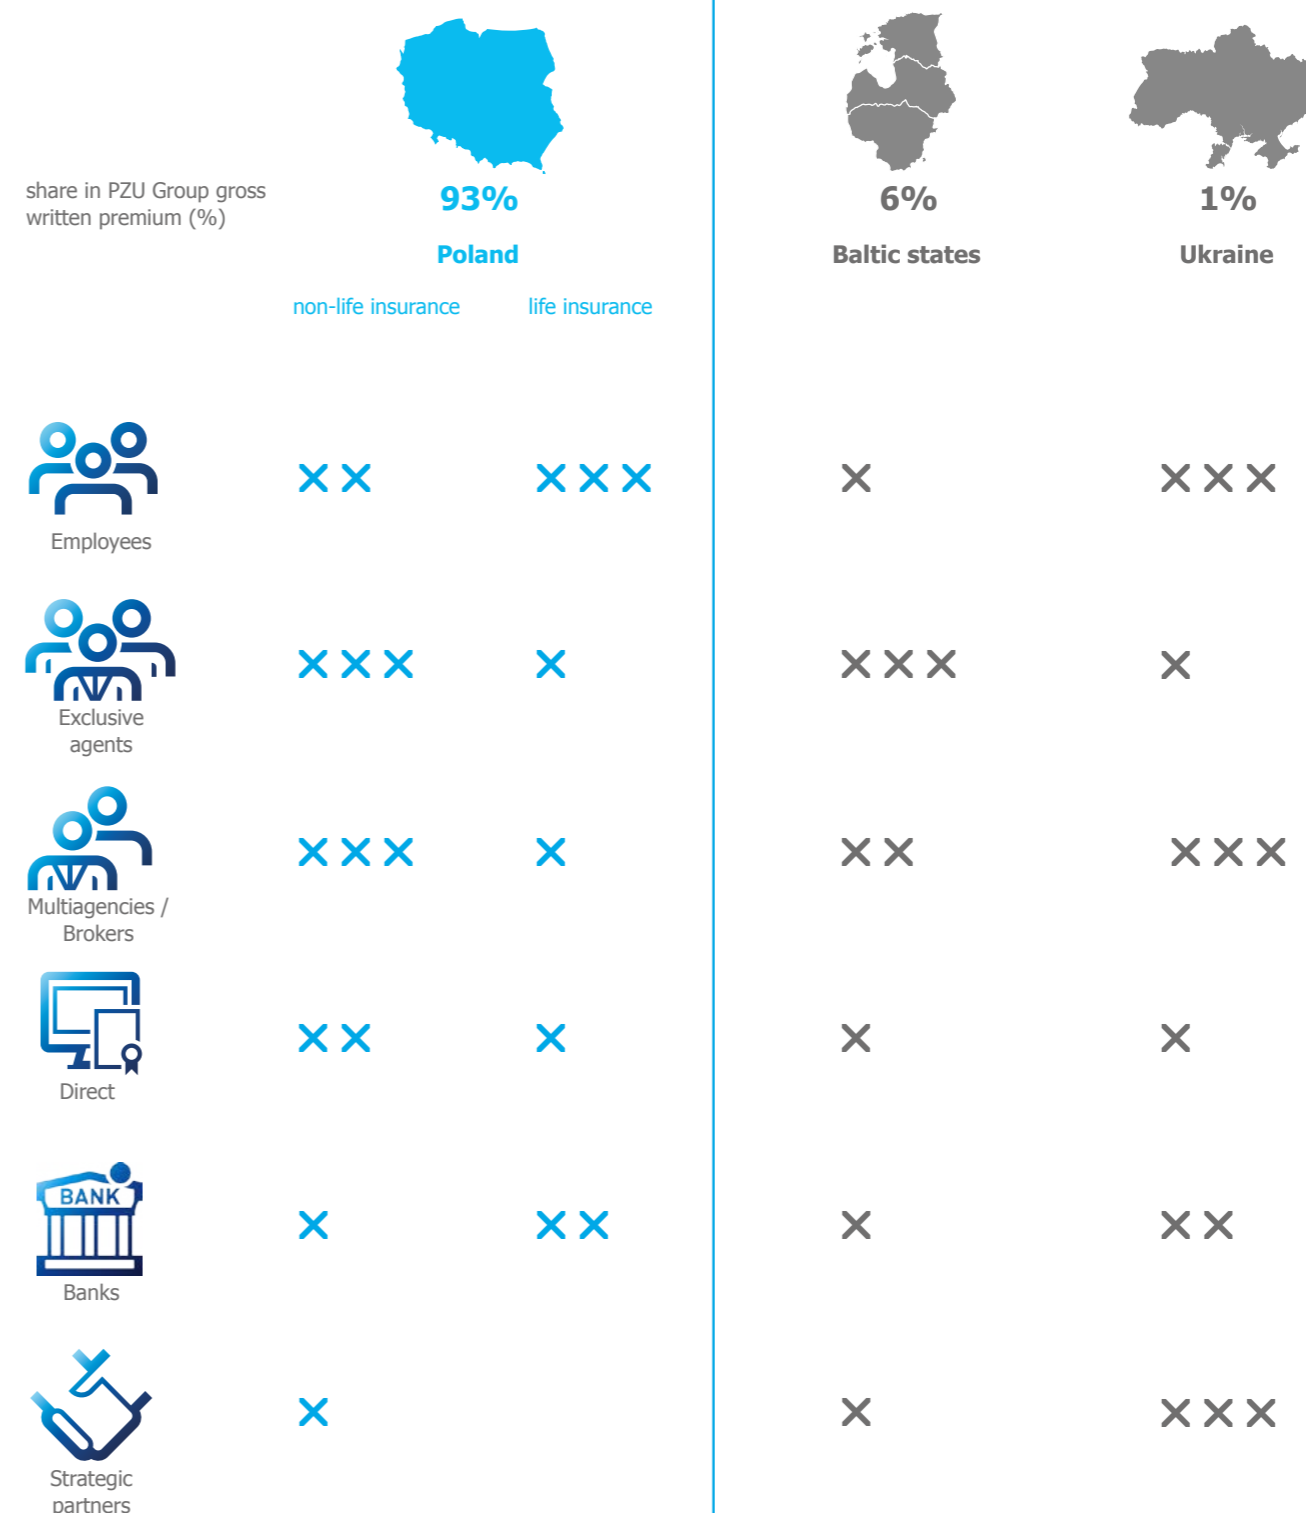 share in PZU Group gross
written premium (%)
93%
6%
1%
Poland
Baltic states
Ukraine
non-life insurance
life insurance
Employees
Exclusive
agents
Multiagencies /
Brokers
Direct
BANK
Banks
Strategic
partners